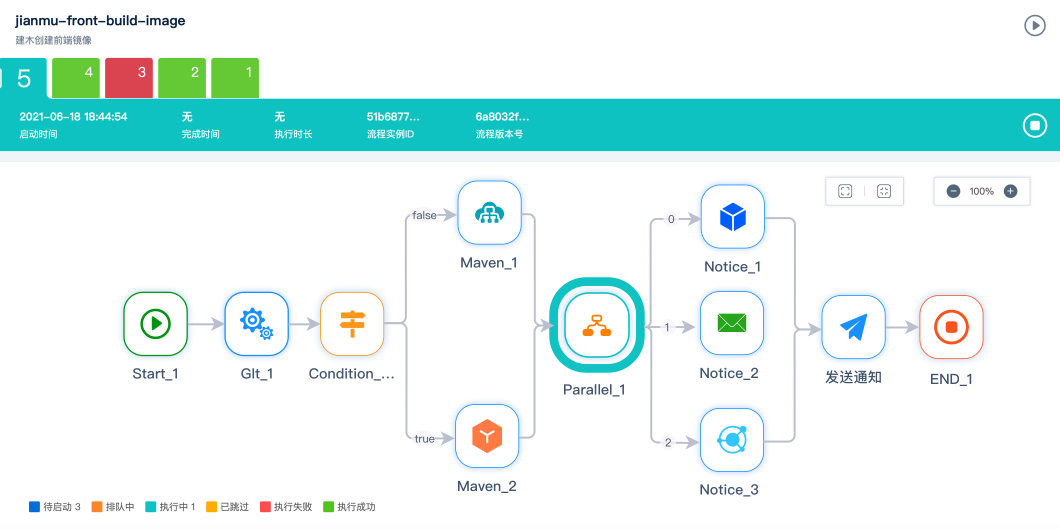 jianmu-front-build-image
建木创建前端镜像
5
4
3
2
1
2021-06-18 18:44:54
无
无
51b6877...
6a8032f...
启动时间
完成时间
执行时长
流程实例ID
流程版本号
100%
false
Maven_1
0
Notice_1
Start_1
GIt_1
Condition_...
Parallel_1
1
Notice_2
发送通知
END_1
true
Maven_2
2
Notice_3
待启动 3
排队中
执行中 1
已跳过
执行失败
执行成功